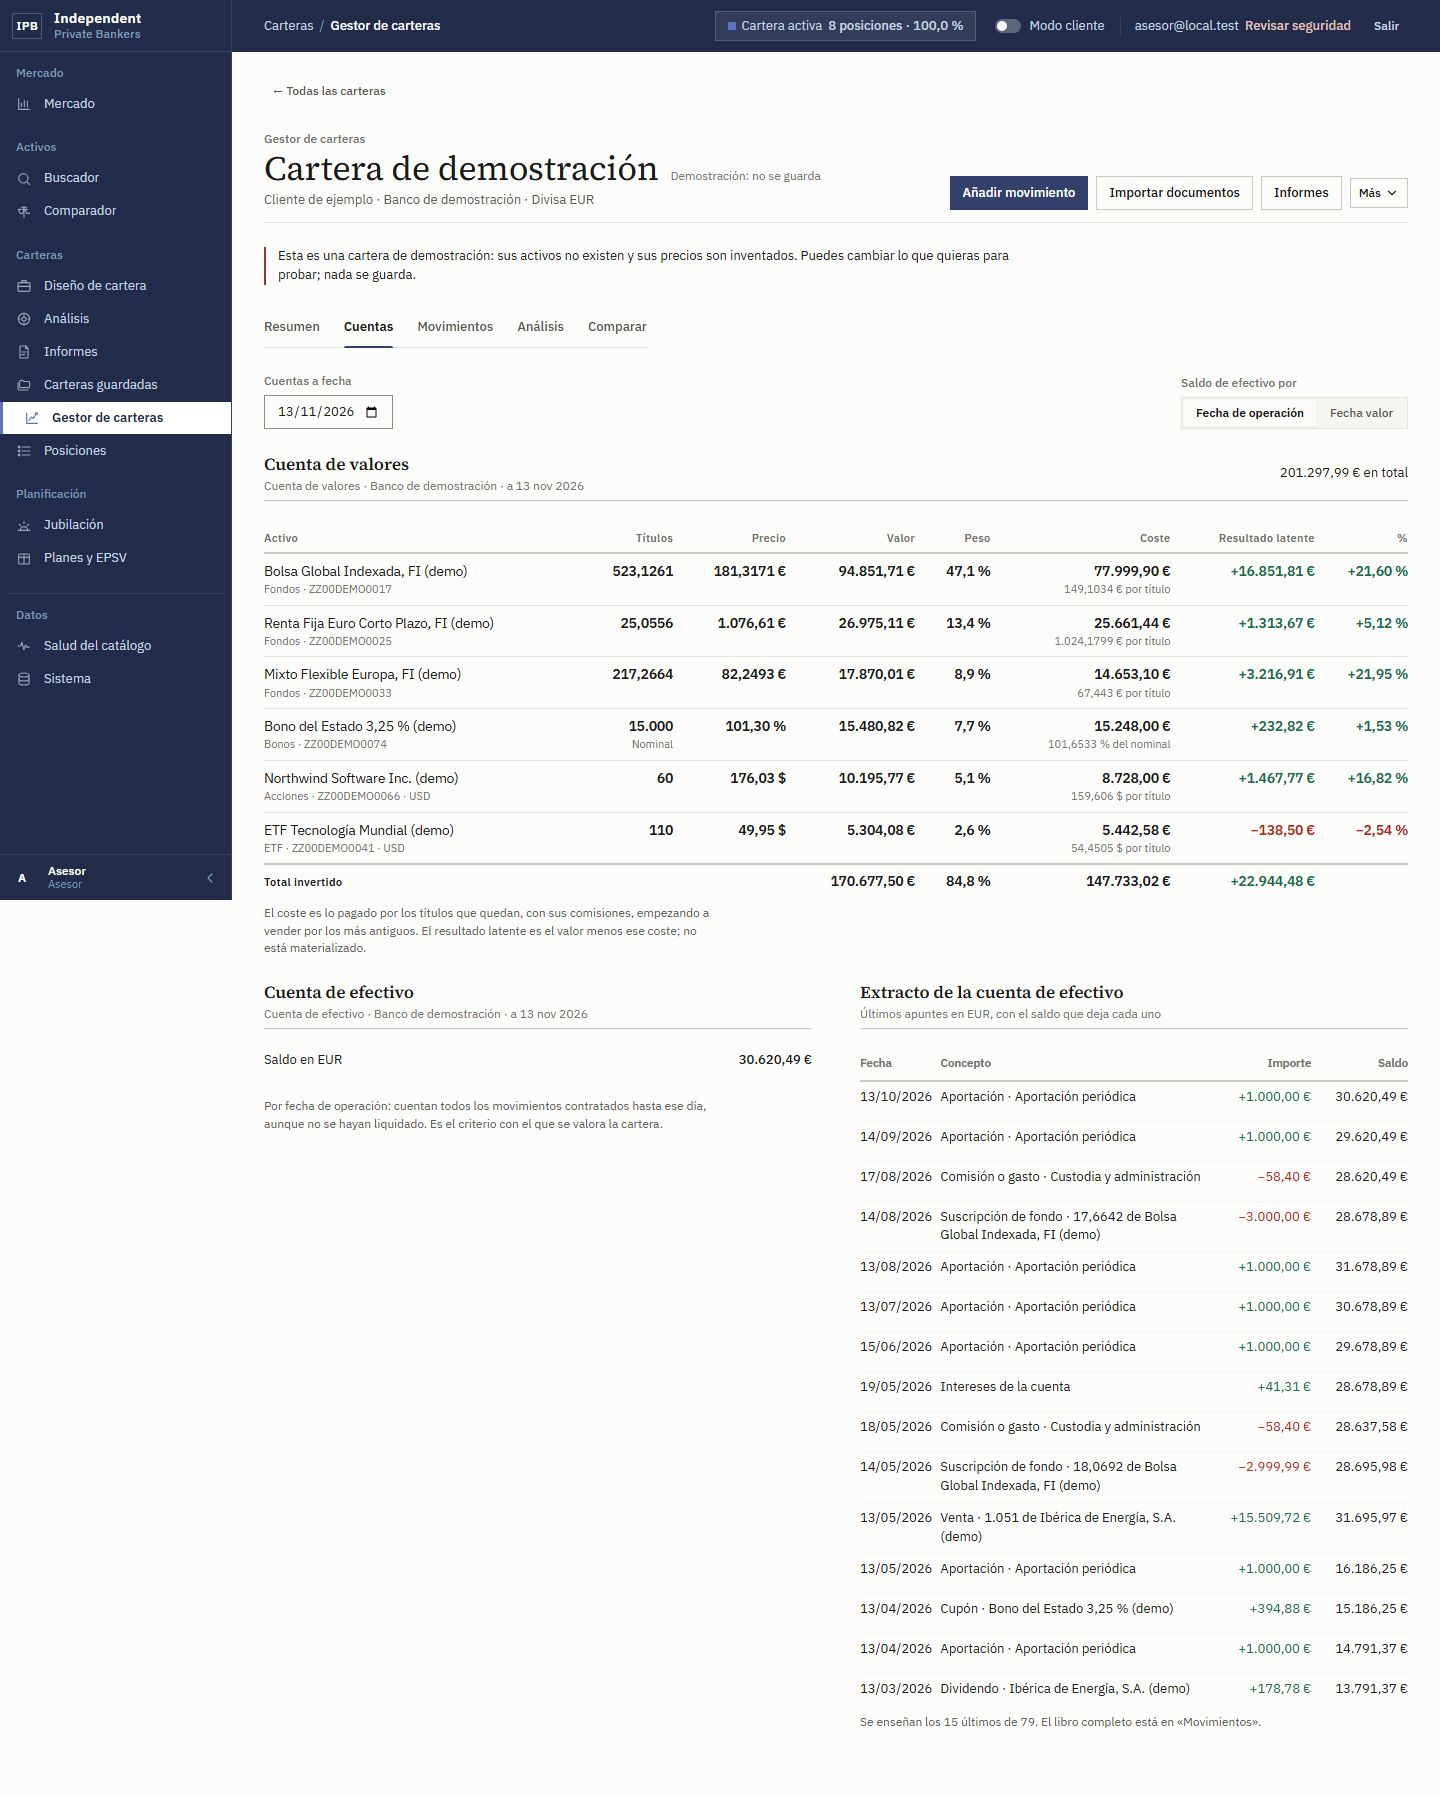 IPB
Independent
Private Bankers
Carteras / Gestor de carteras
Cartera activa 8 posiciones · 100,0 %
Modo cliente
asesor@local.test Revisar seguridad
Salir
Mercado
Mercado
Activos
Buscador
Comparador
Carteras
Diseño de cartera
Análisis
Informes
Carteras guardadas
Gestor de carteras
Posiciones
Planificación
Jubilación
Planes y EPSV
Datos
Salud del catálogo
Sistema
A
Asesor
Asesor
← Todas las carteras
Gestor de carteras
Cartera de demostración Demostración: no se guarda
Cliente de ejemplo · Banco de demostración · Divisa EUR
Añadir movimiento
Importar documentos
Informes
Más
Esta es una cartera de demostración: sus activos no existen y sus precios son inventados. Puedes cambiar lo que quieras para
probar; nada se guarda.
Resumen Cuentas Movimientos Análisis Comparar
Cuentas a fecha
13/11/2026
Saldo de efectivo por
Fecha de operación Fecha valor
Cuenta de valores
Cuenta de valores · Banco de demostración · a 13 nov 2026
201.297,99 € en total
Activo Títulos Precio Valor Peso Coste Resultado latente %
Bolsa Global Indexada, FI (demo) 523,1261 181,3171 € 94.851,71 € 47,1 % 77.999,90 € +16.851,81 € +21,60 %
Fondos · ZZ00DEMO0017 149,1034 € por título
Renta Fija Euro Corto Plazo, FI (demo) 25,0556 1.076,61 € 26.975,11 € 13,4 % 25.661,44 € +1.313,67 € +5,12 %
Fondos · ZZ00DEMO0025 1.024,1799 € por título
Mixto Flexible Europa, FI (demo) 217,2664 82,2493 € 17.870,01 € 8,9 % 14.653,10 € +3.216,91 € +21,95 %
Fondos · ZZ00DEMO0033 67,443 € por título
Bono del Estado 3,25 % (demo) 15.000 101,30 % 15.480,82 € 7,7 % 15.248,00 € +232,82 € +1,53 %
Bonos · ZZ00DEMO0074 Nominal 101,6533 % del nominal
Northwind Software Inc. (demo) 60 176,03 $ 10.195,77 € 5,1 % 8.728,00 € +1.467,77 € +16,82 %
Acciones · ZZ00DEMO0066 · USD 159,606 $ por título
ETF Tecnología Mundial (demo) 110 49,95 $ 5.304,08 € 2,6 % 5.442,58 € −138,50 € −2,54 %
ETF · ZZ00DEMO0041 · USD 54,4505 $ por título
Total invertido 170.677,50 € 84,8 % 147.733,02 € +22.944,48 €
El coste es lo pagado por los títulos que quedan, con sus comisiones, empezando a
vender por los más antiguos. El resultado latente es el valor menos ese coste; no
está materializado.
Cuenta de efectivo
Cuenta de efectivo · Banco de demostración · a 13 nov 2026
Saldo en EUR 30.620,49 €
Por fecha de operación: cuentan todos los movimientos contratados hasta ese día,
aunque no se hayan liquidado. Es el criterio con el que se valora la cartera.
Extracto de la cuenta de efectivo
Últimos apuntes en EUR, con el saldo que deja cada uno
Fecha Concepto Importe Saldo
13/10/2026 Aportación · Aportación periódica +1.000,00 € 30.620,49 €
14/09/2026 Aportación · Aportación periódica +1.000,00 € 29.620,49 €
17/08/2026 Comisión o gasto · Custodia y administración −58,40 € 28.620,49 €
14/08/2026 Suscripción de fondo · 17,6642 de Bolsa −3.000,00 € 28.678,89 €
Global Indexada, FI (demo)
13/08/2026 Aportación · Aportación periódica +1.000,00 € 31.678,89 €
13/07/2026 Aportación · Aportación periódica +1.000,00 € 30.678,89 €
15/06/2026 Aportación · Aportación periódica +1.000,00 € 29.678,89 €
19/05/2026 Intereses de la cuenta +41,31 € 28.678,89 €
18/05/2026 Comisión o gasto · Custodia y administración −58,40 € 28.637,58 €
14/05/2026 Suscripción de fondo · 18,0692 de Bolsa −2.999,99 € 28.695,98 €
Global Indexada, FI (demo)
13/05/2026 Venta · 1.051 de Ibérica de Energía, S.A. +15.509,72 € 31.695,97 €
(demo)
13/05/2026 Aportación · Aportación periódica +1.000,00 € 16.186,25 €
13/04/2026 Cupón · Bono del Estado 3,25 % (demo) +394,88 € 15.186,25 €
13/04/2026 Aportación · Aportación periódica +1.000,00 € 14.791,37 €
13/03/2026 Dividendo · Ibérica de Energía, S.A. (demo) +178,78 € 13.791,37 €
Se enseñan los 15 últimos de 79. El libro completo está en «Movimientos».